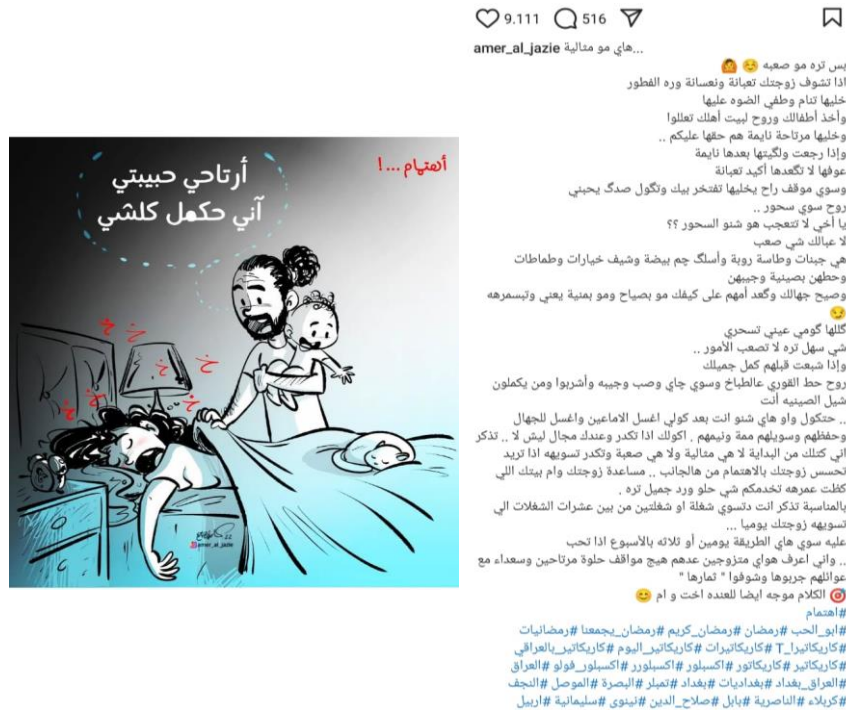 أهتمام...!
أرتاحي حبيبتي
آني حكمل كلشي
خ
خ
خ
خ
خ
خ
amer_al_jazie
9.111 516
amer_al_jazie هاي مو مثالية...
بس تره مو صعبه ☺️ 🙆
اذا تشوف زوجتك تعبانة ونعسانة وره الفطور
خليها تنام وطفي الضوه عليها
وأخذ أطفالك وروح لبيت أهلك تعللوا
وخليها مرتاحة نايمة هم حقها عليكم ..
وإذا رجعت ولگيتها بعدها نايمة
عوفها لا تگعدها أكيد تعبانة
وسوي موقف راح يخليها تفتخر بيك وتگول صدگ يحبني
روح سوي سحور ..
يا أخي لا تتعجب هو شنو السحور ؟؟
لا عبالك شي صعب
هي جبنات وطاسة روبة وأسلگ چم بيضة وشيف خيارات وطماطات
وحطهن بصينية وجيبهن
وصيح جهالك وگعد أمهم على كيفك مو بصياح ومو بمنية يعني وتبسمرهه
😏
گللها گومي عيني تسحري
شي سهل تره لا تصعب الأمور ..
وإذا شبعت قبلهم كمل جميلك
روح حط القوري عالطباخ وسوي چاي وصب وجيبه وأشربوا ومن يكملون
شيل الصينيه أنت
.. حتكول واو هاي شنو انت بعد كولي اغسل الاماعين واغسل للجهال
وحفظهم وسويلهم ممة ونيمهم . اكولك اذا تكدر وعندك مجال ليش لا .. تذكر
اني كتلك من البداية لا هي مثالية ولا هي صعبة وتكدر تسويهه اذا تريد
تحسس زوجتك بالاهتمام من هالجانب .. مساعدة زوجتك وام بيتك اللي
كظت عمرهه تخدمكم شي حلو ورد جميل تره .
بالمناسبة تذكر انت دتسوي شغلة او شغلتين من بين عشرات الشغلات الي
تسويهه زوجتك يوميا ...
عليه سوي هاي الطريقة يومين أو ثلاثه بالأسبوع اذا تحب
.. واني اعرف هواي متزوجين عدهم هيج مواقف حلوة مرتاحين وسعداء مع
عوائلهم جربوها وشوفوا " ثمارها "
🎯 الكلام موجه ايضا للعنده اخت و ام 😊
#اهتمام
#ابو_الحب #رمضان #رمضان_كريم #رمضان_يجمعنا #رمضانيات
#كاريكاتيرا_T #كاريكاتيرات #كاريكاتير_اليوم #كاريكاتير_بالعراقي
#كاريكاتير #كاريكاتور #اكسبلور #اكسبلورر #اكسبلور_فولو #العراق
#العراق_بغداد #بغداديات #بغداد #تمبلر #البصرة #الموصل #النجف
#كربلاء #الناصرية #بابل #صلاح_الدين #نينوى #سليمانية #اربيل